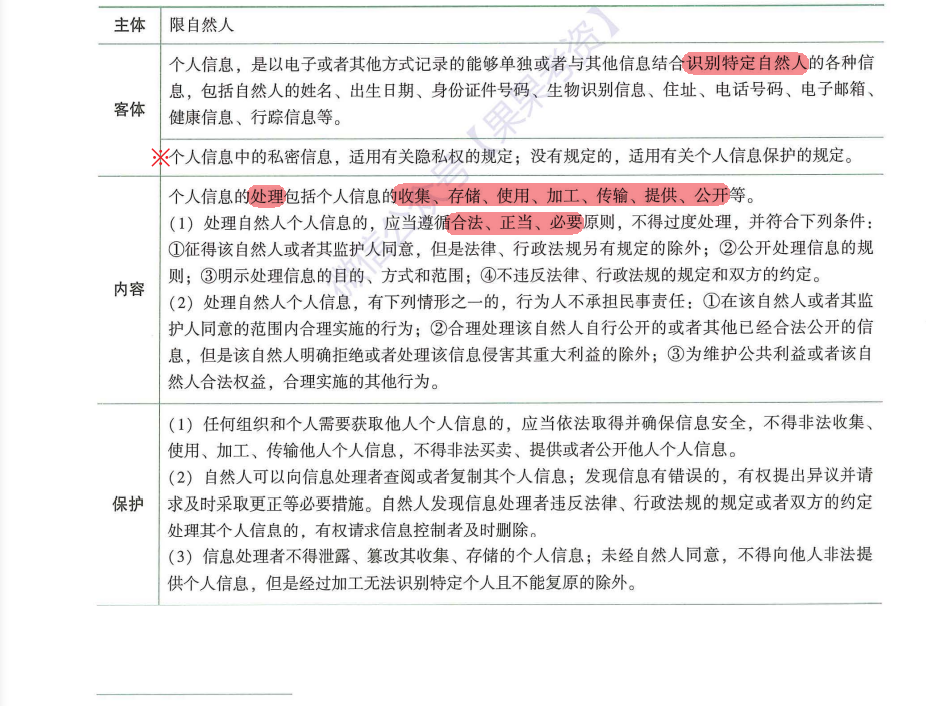 主体 限自然人
个人信息，是以电子或者其他方式记录的能够单独或者与其他信息结合识别特定自然人的各种信
息，包括自然人的姓名、出生日期、身份证件号码、生物识别信息、住址、电话号码、电子邮箱、
客体
健康信息、行踪信息等。
※个人信息中的私密信息，适用有关隐私权的规定；没有规定的，适用有关个人信息保护的规定。
个人信息的处理包括个人信息的收集、存储、使用、加工、传输、提供、公开等。
（1）处理自然人个人信息的，应当遵循合法、正当、必要原则，不得过度处理，并符合下列条件：
①征得该自然人或者其监护人同意，但是法律、行政法规另有规定的除外；②公开处理信息的规
则；③明示处理信息的目的、方式和范围；④不违反法律、行政法规的规定和双方的约定。
内容
（2）处理自然人个人信息，有下列情形之一的，行为人不承担民事责任：①在该自然人或者其监
护人同意的范围内合理实施的行为；②合理处理该自然人自行公开的或者其他已经合法公开的信
息，但是该自然人明确拒绝或者处理该信息侵害其重大利益的除外；③为维护公共利益或者该自
然人合法权益，合理实施的其他行为。
（1）任何组织和个人需要获取他人个人信息的，应当依法取得并确保信息安全，不得非法收集、
使用、加工、传输他人个人信息，不得非法买卖、提供或者公开他人个人信息。
（2）自然人可以向信息处理者查阅或者复制其个人信息；发现信息有错误的，有权提出异议并请
保护 求及时采取更正等必要措施。自然人发现信息处理者违反法律、行政法规的规定或者双方的约定
处理其个人信息的，有权请求信息控制者及时删除。
（3）信息处理者不得泄露、篡改其收集、存储的个人信息；未经自然人同意，不得向他人非法提
供个人信息，但是经过加工无法识别特定个人且不能复原的除外。
微信公众号【果果考资】